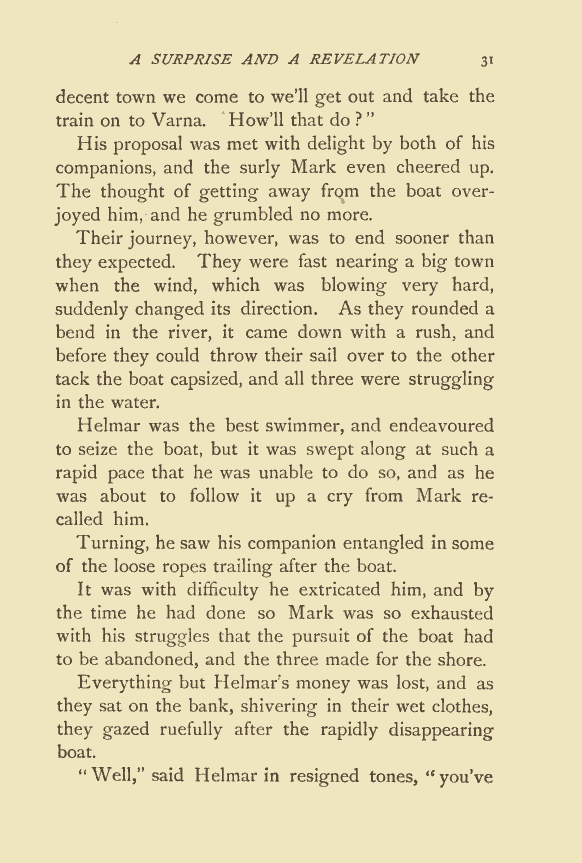 A SURPRISE AND A REVELATION 31
decent town we come to we'll get out and take the
train on to Varna. How'll that do?"
His proposal was met with delight by both of his
companions, and the surly Mark even cheered up.
The thought of getting away from the boat over-
joyed him, and he grumbled no more.
Their journey, however, was to end sooner than
they expected. They were fast nearing a big town
when the wind, which was blowing very hard,
suddenly changed its direction. As they rounded a
bend in the river, it came down with a rush, and
before they could throw their sail over to the other
tack the boat capsized, and all three were struggling
in the water.
Helmar was the best swimmer, and endeavoured
to seize the boat, but it was swept along at such a
rapid pace that he was unable to do so, and as he
was about to follow it up a cry from Mark re-
called him.
Turning, he saw his companion entangled in some
of the loose ropes trailing after the boat.
It was with difficulty he extricated him, and by
the time he had done so Mark was so exhausted
with his struggles that the pursuit of the boat had
to be abandoned, and the three made for the shore.
Everything but Helmar's money was lost, and as
they sat on the bank, shivering in their wet clothes,
they gazed ruefully after the rapidly disappearing
boat.
"Well," said Helmar in resigned tones, "you've